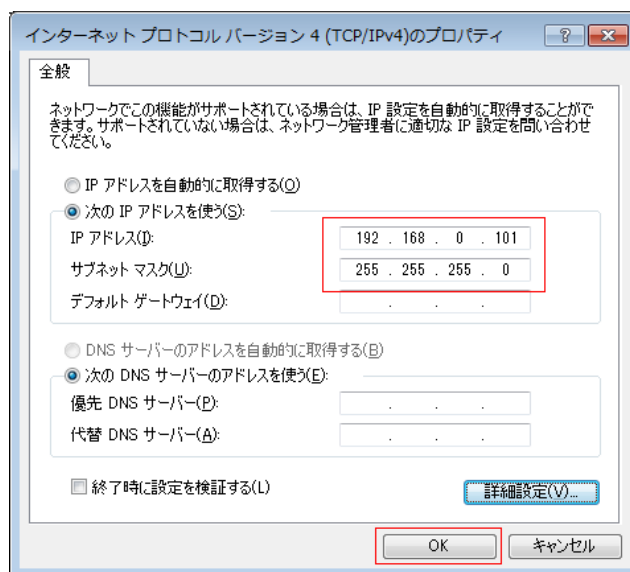 インターネット プロトコル バージョン 4 (TCP/IPv4)のプロパティ
全般
ネットワークでこの機能がサポートされている場合は、IP 設定を自動的に取得することがで
きます。サポートされていない場合は、ネットワーク管理者に適切な IP 設定を問い合わせ
てください。
IP アドレスを自動的に取得する(O)
次の IP アドレスを使う(S):
IP アドレス(I): 192 . 168 . 0 . 101
サブネット マスク(U): 255 . 255 . 255 . 0
デフォルト ゲートウェイ(D): . . .
DNS サーバーのアドレスを自動的に取得する(B)
次の DNS サーバーのアドレスを使う(E):
優先 DNS サーバー(P): . . .
代替 DNS サーバー(A): . . .
終了時に設定を検証する(L)
詳細設定(V)...
OK キャンセル